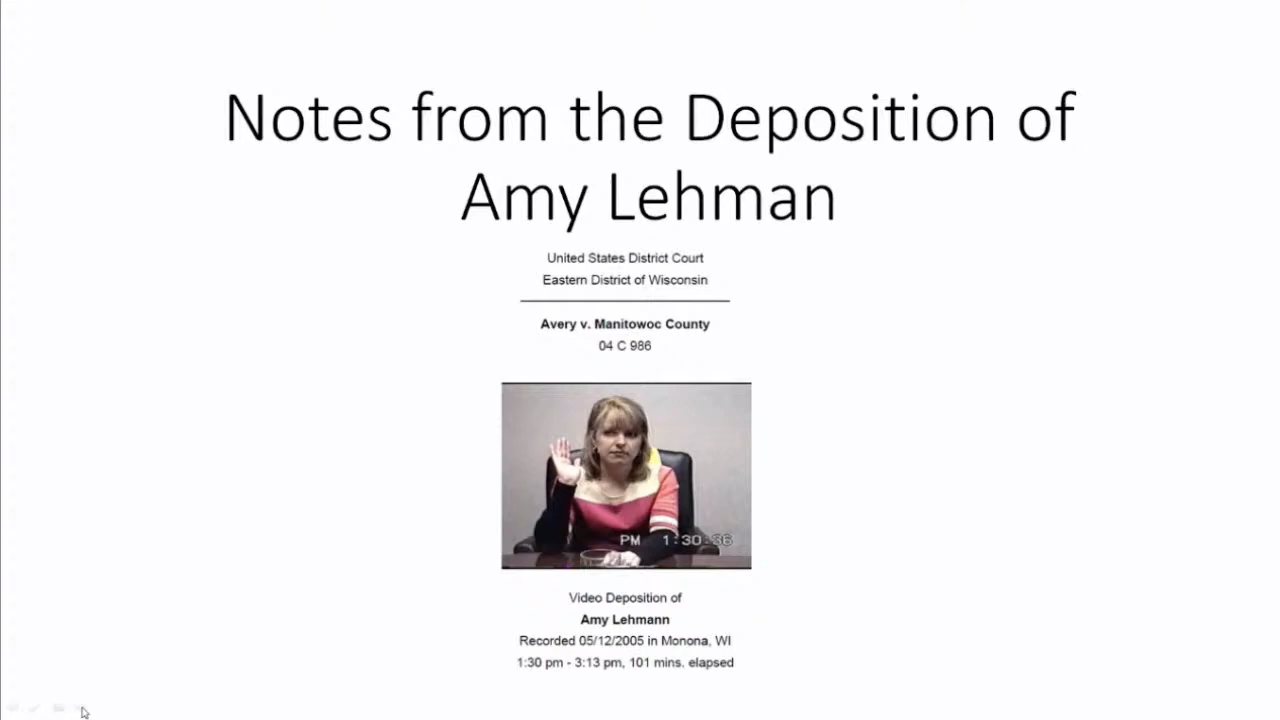 Notes from the Deposition of
Amy Lehman
United States District Court
Eastern District of Wisconsin
Avery v. Manitowoc County
04 C 986
PM 1:30:36
Video Deposition of
Amy Lehmann
Recorded 05/12/2005 in Monona, WI
1:30 pm - 3:13 pm, 101 mins. elapsed